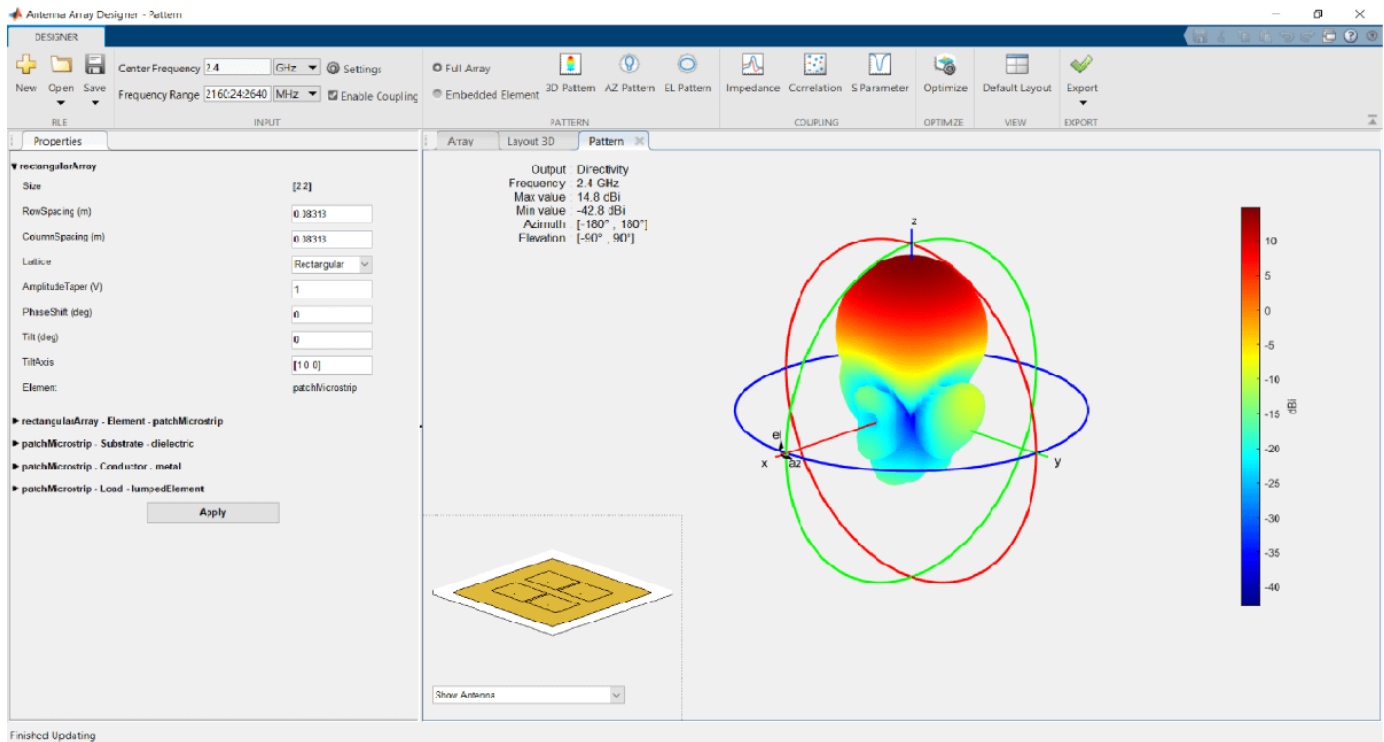 Antenna Array Designer - Pattern
DESIGNER
New Open Save
FILE
Center Frequency 2.4 GHz Settings
Frequency Range 2160:24:2640 MHz Enable Coupling
INPUT
Full Array
Embedded Element
3D Pattern AZ Pattern EL Pattern
PATTERN
Impedance Correlation S Parameter
COUPLING
Optimize
OPTIMIZE
Default Layout
VIEW
Export
EXPORT
Properties
rectangularArray
Size [2 2]
RowSpacing (m) 0.08313
ColumnSpacing (m) 0.08313
Lattice Rectangular
AmplitudeTaper (V) 1
PhaseShift (deg) 0
Tilt (deg) 0
TiltAxis [1 0 0]
Element: patchMicrostrip
rectangularArray - Element - patchMicrostrip
patchMicrostrip - Substrate - dielectric
patchMicrostrip - Conductor - metal
patchMicrostrip - Load - lumpedElement
Apply
Array Layout 3D Pattern
Output : Directivity
Frequency : 2.4 GHz
Max value : 14.8 dBi
Min value : -42.8 dBi
Azimuth : [-180° , 180°]
Elevation : [-90° , 90°]
z
el
x az
y
10
5
0
-5
-10
-15
-20
-25
-30
-35
-40
dBi
Show Antenna
Finished Updating